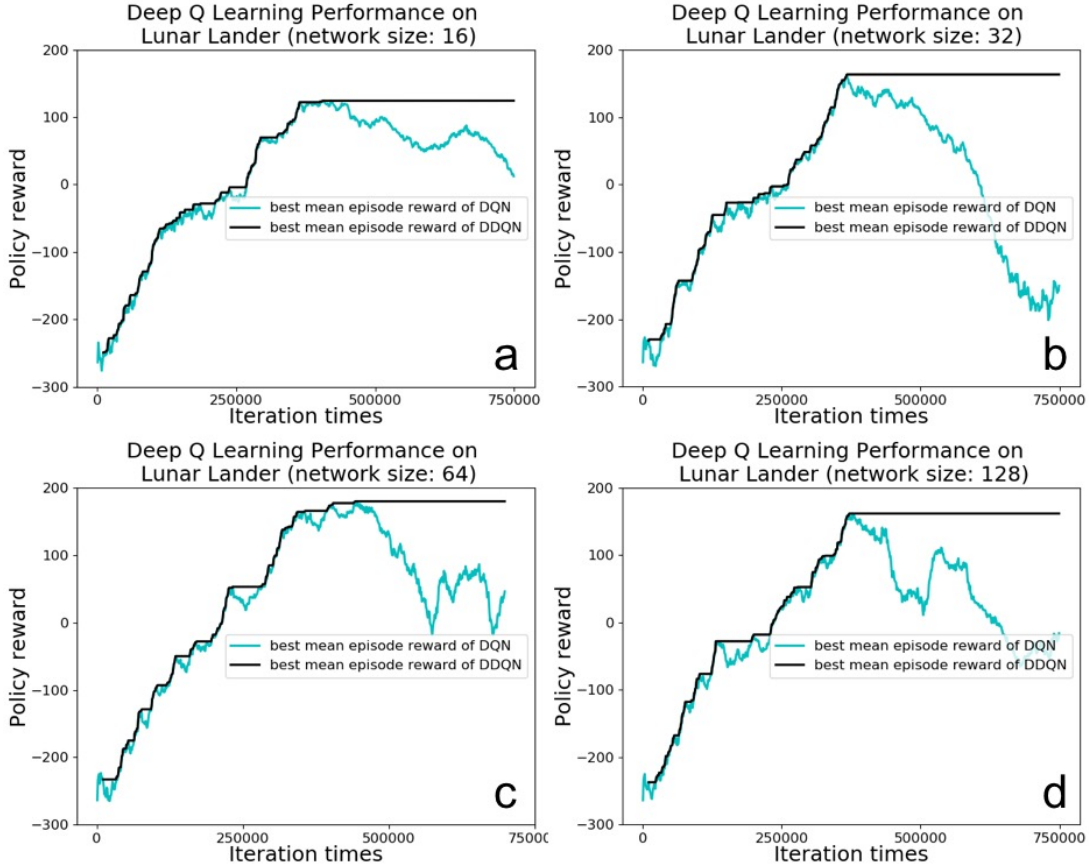 Deep Q Learning Performance on
Lunar Lander (network size: 16)
200
100
0
−100
−200
−300
Policy reward
best mean episode reward of DQN
best mean episode reward of DDQN
a
0
250000
500000
750000
Iteration times
Deep Q Learning Performance on
Lunar Lander (network size: 32)
200
100
0
−100
−200
−300
Policy reward
best mean episode reward of DQN
best mean episode reward of DDQN
b
0
250000
500000
750000
Iteration times
Deep Q Learning Performance on
Lunar Lander (network size: 64)
200
100
0
−100
−200
−300
Policy reward
best mean episode reward of DQN
best mean episode reward of DDQN
c
0
250000
500000
75000
Iteration times
Deep Q Learning Performance on
Lunar Lander (network size: 128)
200
100
0
−100
−200
−300
Policy reward
best mean episode reward of DQN
best mean episode reward of DDQN
d
0
250000
500000
750000
Iteration times